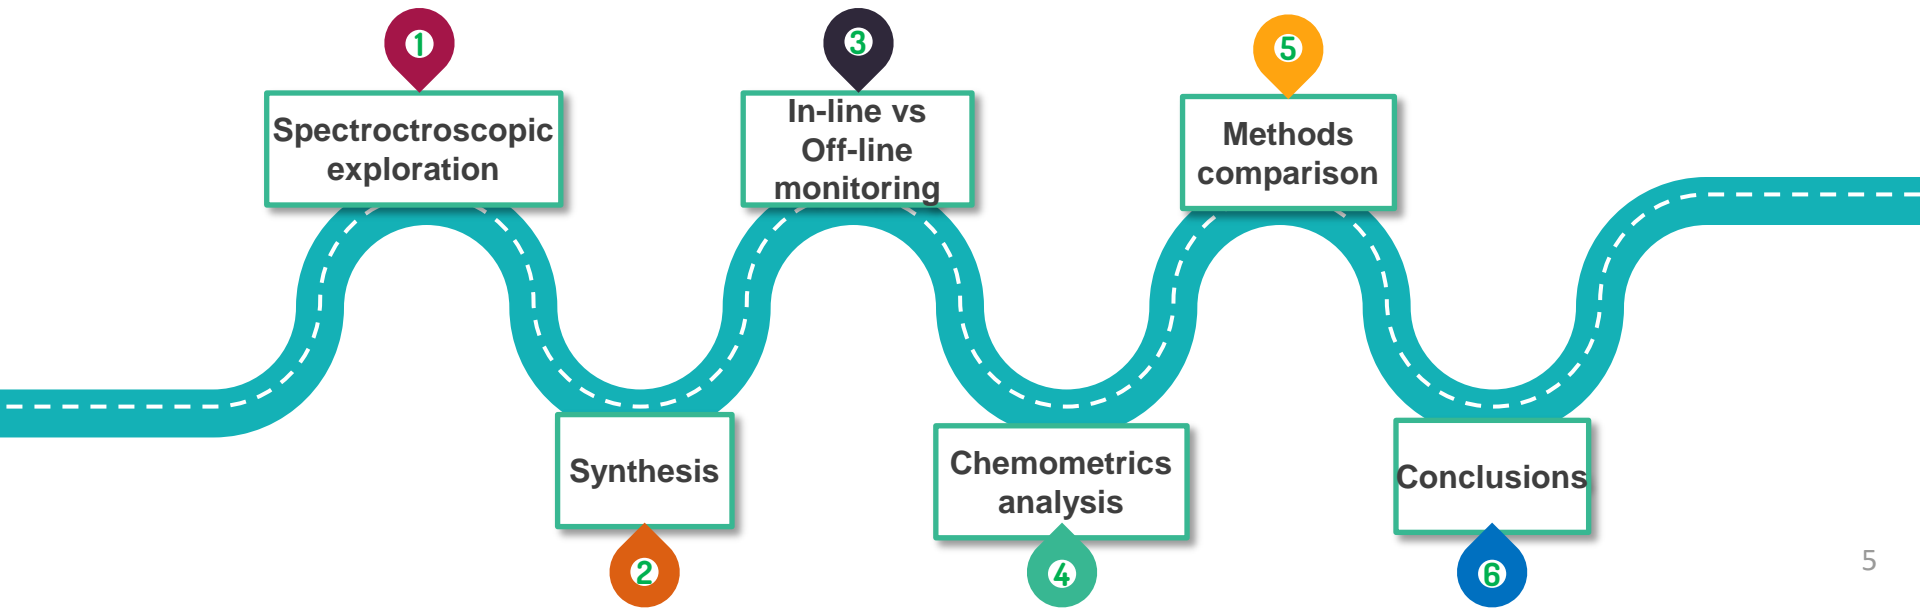 1
Spectroctroscopic
exploration
2
Synthesis
3
In-line vs
Off-line
monitoring
4
Chemometrics
analysis
5
Methods
comparison
6
Conclusions
5